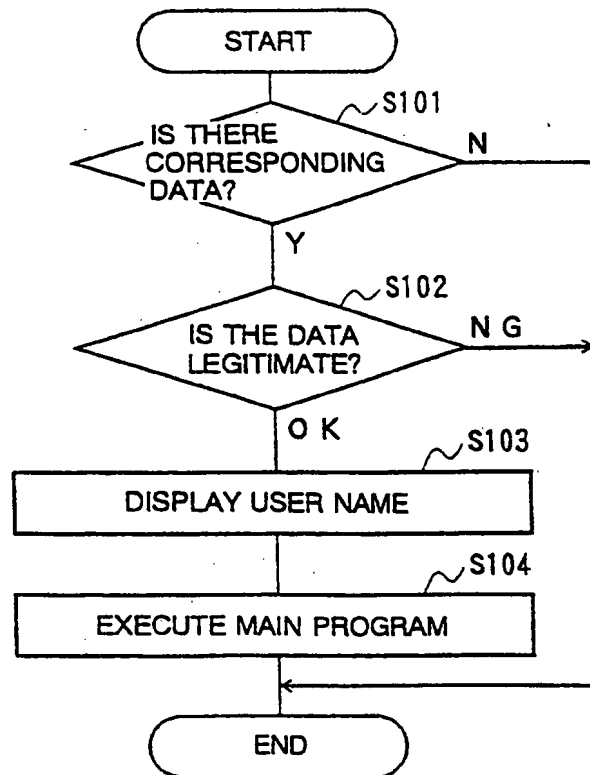 START
S101
IS THERE
CORRESPONDING
DATA?
N
Y
S102
IS THE DATA
LEGITIMATE?
N G
O K
S103
DISPLAY USER NAME
S104
EXECUTE MAIN PROGRAM
END